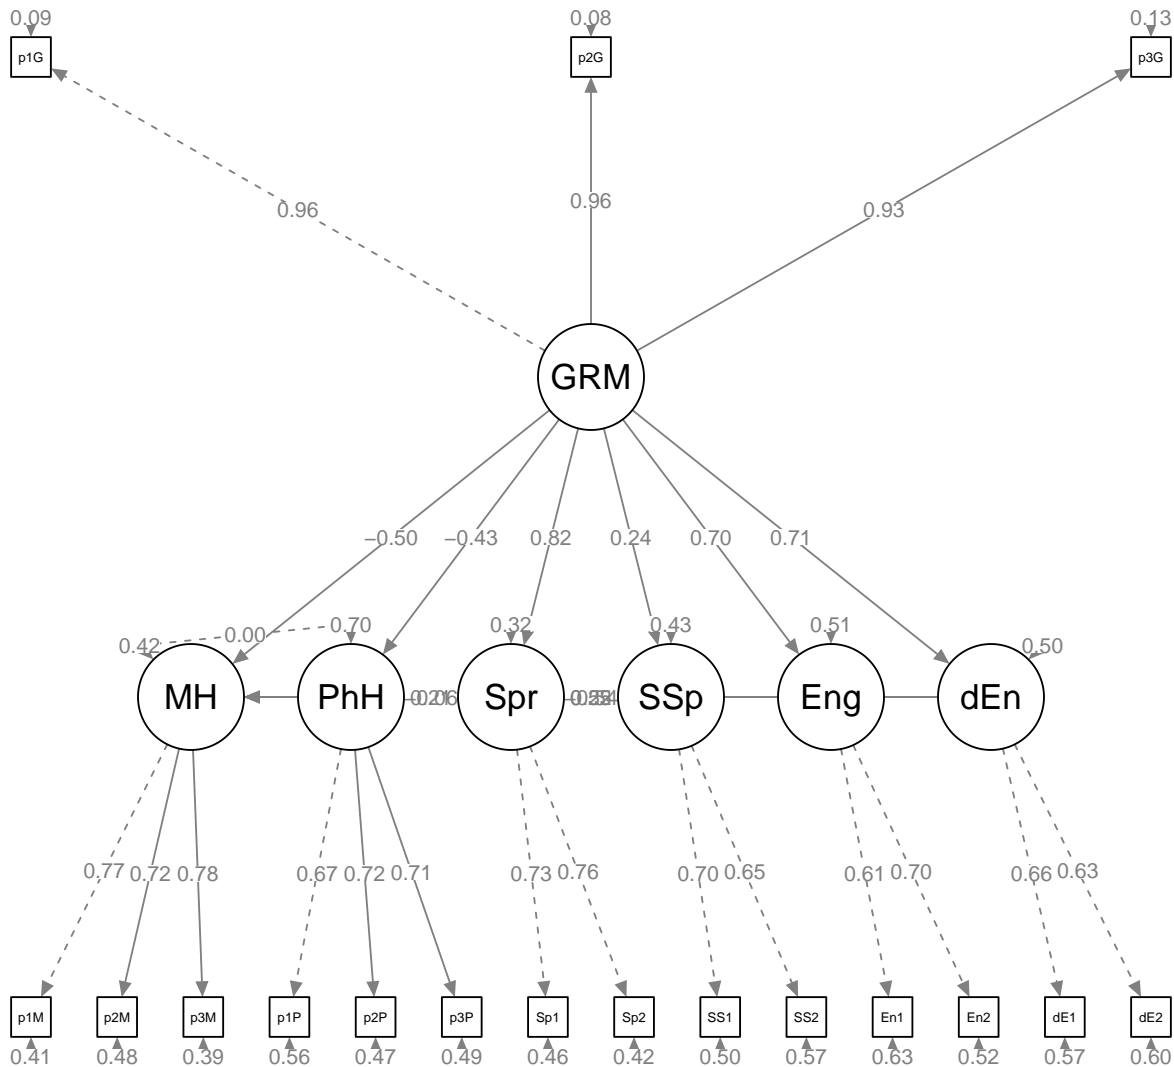 0.09 0.08 0.13
p1G p2G p3G
0.96 0.96 0.93
GRM
−0.50 −0.43 0.82 0.24 0.70 0.71
0.42 0.00 0.70 0.32 0.43 0.51 0.50
MH PhH Spr SSp Eng dEn
0.77 0.72 0.78 0.67 0.72 0.71 0.73 0.76 0.70 0.65 0.61 0.70 0.66 0.63
p1M p2M p3M p1P p2P p3P Sp1 Sp2 SS1 SS2 En1 En2 dE1 dE2
0.41 0.48 0.39 0.56 0.47 0.49 0.46 0.42 0.50 0.57 0.63 0.52 0.57 0.60